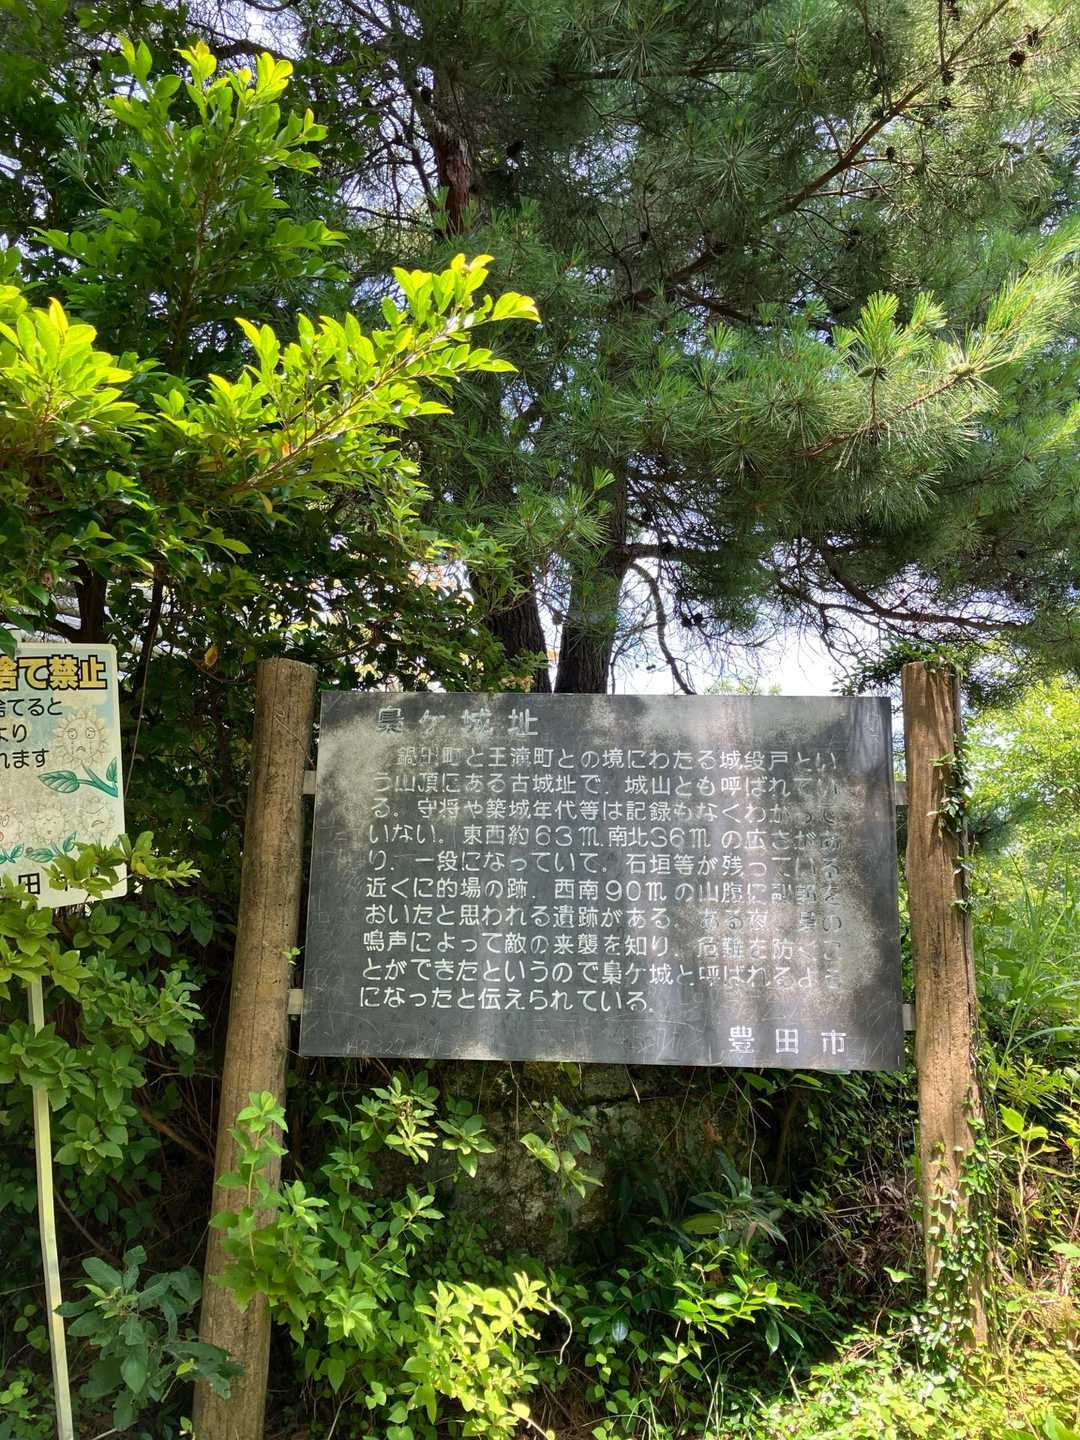 捨て禁止
捨てると
より
れます
豊田市
梟ケ城址
鍋田町と王滝町との境にわたる城段戸とい
う山頂にある古城址で、城山とも呼ばれてい
る。守将や築城年代等は記録もなくわかって
いない。東西約63m南北36mの広さがあ
り、一段になっていて。石垣等が残っている
近くに的場の跡、西南90mの山腹に
おいたと思われる遺跡がある。ある夜 梟の
鳴声によって敵の来襲を知り、危難を防ぐこ
とができたというので梟ケ城と呼ばれるよう
になったと伝えられている。
豊田市